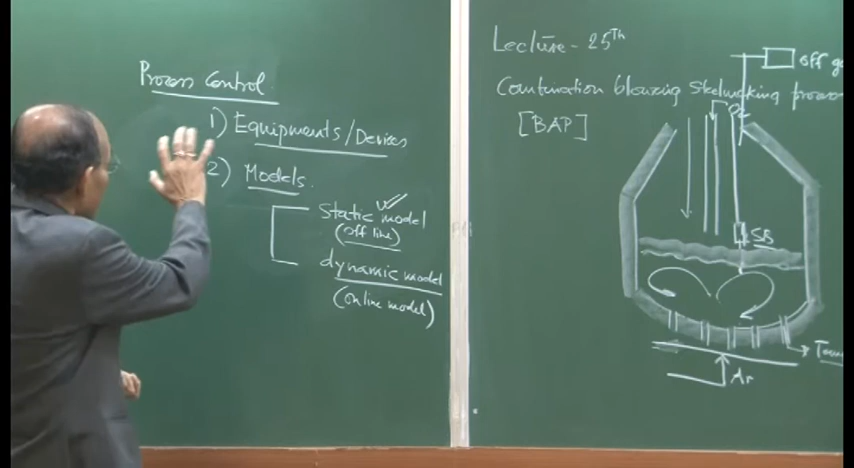 Process Control
1) Equipments/Devices
2) Models.
Static model
(Off line)
dynamic model
(Online model)
Lecture - 25th
Combination blowing Steelmaking process
[BAP]
off ga
SB
Ar